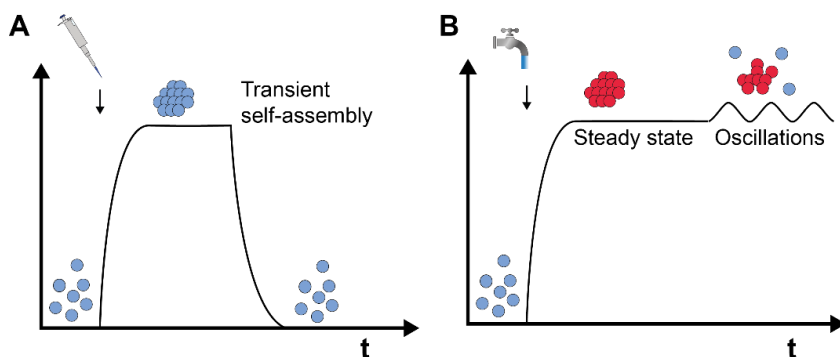 A
Transient
self-assembly
t
B
Steady state
Oscillations
t